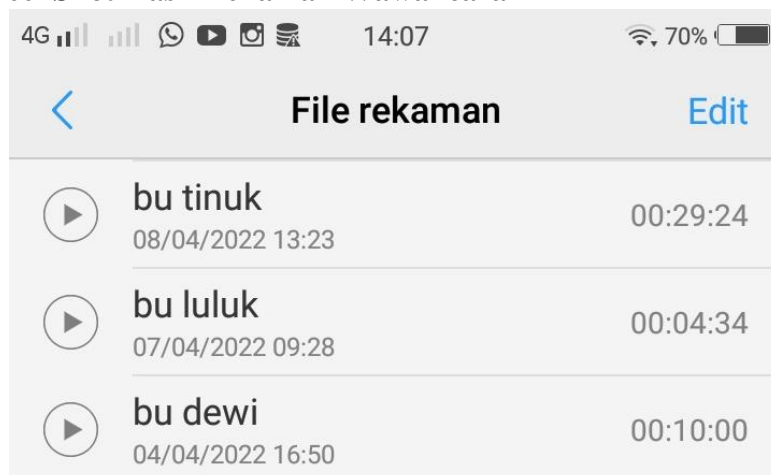 4G 14:07 70%
File rekaman Edit
bu tinuk
00:29:24
08/04/2022 13:23
bu luluk
00:04:34
07/04/2022 09:28
bu dewi
00:10:00
04/04/2022 16:50